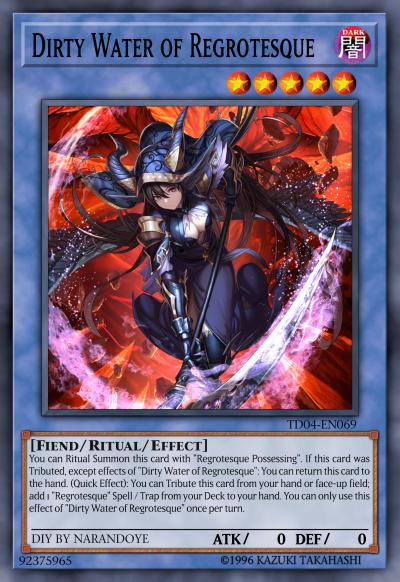 Dirty Water of Regrotesque
DARK
闇
TD04-EN069
[Fiend/Ritual/Effect]
You can Ritual Summon this card with "Regrotesque Possessing". If this card was
Tributed, except effects of "Dirty Water of Regrotesque": You can return this card to
the hand. (Quick Effect): You can Tribute this card from your hand or face-up field;
add 1 "Regrotesque" Spell / Trap from your Deck to your hand. You can only use this
effect of "Dirty Water of Regrotesque" once per turn.
DIY BY NARANDOYE ATK/ 0 DEF/ 0
92375965 ©1996 KAZUKI TAKAHASHI